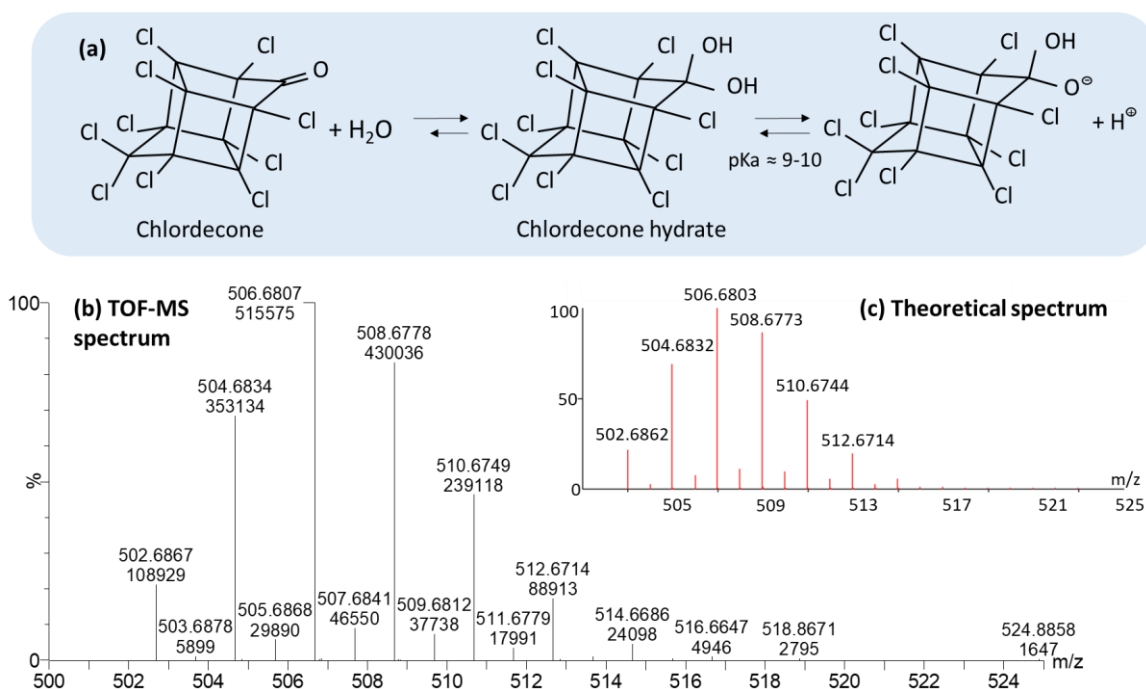 (a)
Cl Cl O
Cl
Cl Cl
Cl
Cl
Cl Cl
Cl
+ H₂O
Chlordecone
Cl Cl OH
Cl
OH
Cl Cl
Cl
Cl
Cl Cl
Cl
Chlordecone hydrate
pKa ≈ 9-10
Cl Cl OH
Cl
O⊖
Cl Cl
Cl
Cl
Cl Cl
Cl
+ H⊕
(b) TOF-MS
spectrum
100
%
0
502.6867
108929
503.6878
5899
504.6834
353134
505.6868
29890
506.6807
515575
507.6841
46550
508.6778
430036
509.6812
37738
510.6749
239118
511.6779
17991
512.6714
88913
514.6686
24098
516.6647
4946
518.8671
2795
524.8858
1647
m/z
500 502 504 506 508 510 512 514 516 518 520 522 524
(c) Theoretical spectrum
100
50
0
502.6862
504.6832
506.6803
508.6773
510.6744
512.6714
m/z
505 509 513 517 521 525